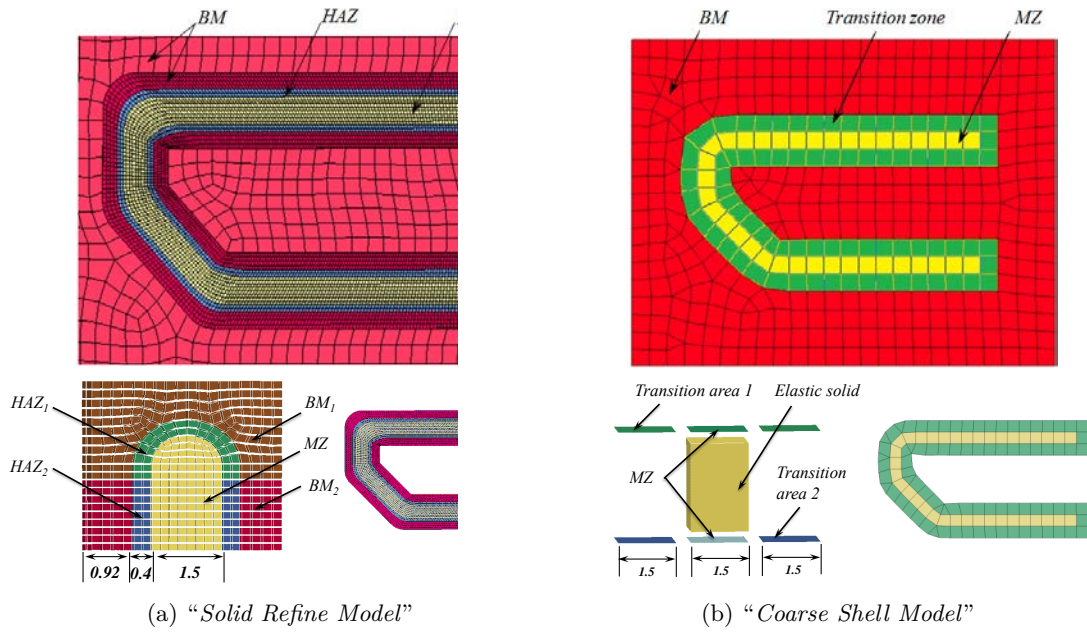 BM
HAZ
BM
Transition zone
MZ
HAZ1
HAZ2
BM1
MZ
BM2
0.92
0.4
1.5
Transition area 1
Elastic solid
MZ
Transition area 2
1.5
1.5
1.5
(a) “Solid Refine Model”
(b) “Coarse Shell Model”